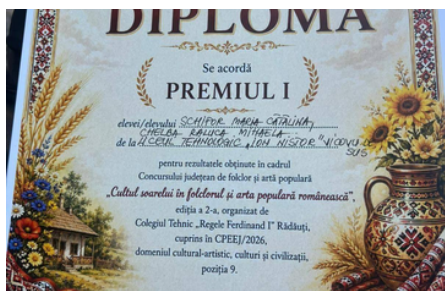 DIPLOMA
Se acordă
PREMIUL I
elevei/elevului SCHIFOR MARIA CĂTĂLINA,
CHELBA RALUCA MIHAELA
de la LICEUL TEHNOLOGIC „ION NISTOR" VICOVU DE
SUS
pentru rezultatele obținute în cadrul
Concursului județean de folclor și artă populară
„Cultul soarelui în folclorul și arta populară românească",
ediția a 2-a, organizat de
Colegiul Tehnic „Regele Ferdinand I" Rădăuți,
cuprins în CPEEJ/2026,
domeniul cultural-artistic, culturi și civilizații,
poziția 9.